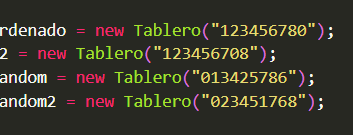 rdenado = new Tablero("123456780");
2 = new Tablero("123456708");
andom = new Tablero("013425786");
andom2 = new Tablero("023451768");